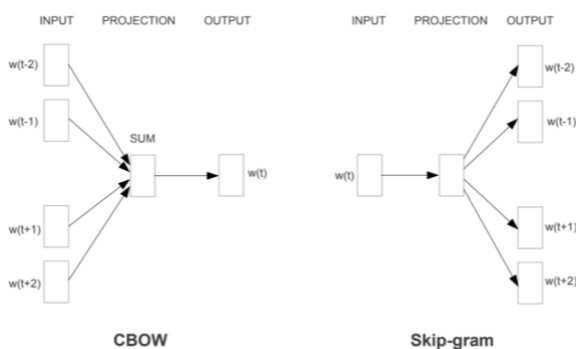 INPUT PROJECTION OUTPUT
w(t-2)
w(t-1)
SUM
w(t)
w(t+1)
w(t+2)
CBOW
INPUT PROJECTION OUTPUT
w(t-2)
w(t-1)
w(t)
w(t+1)
w(t+2)
Skip-gram